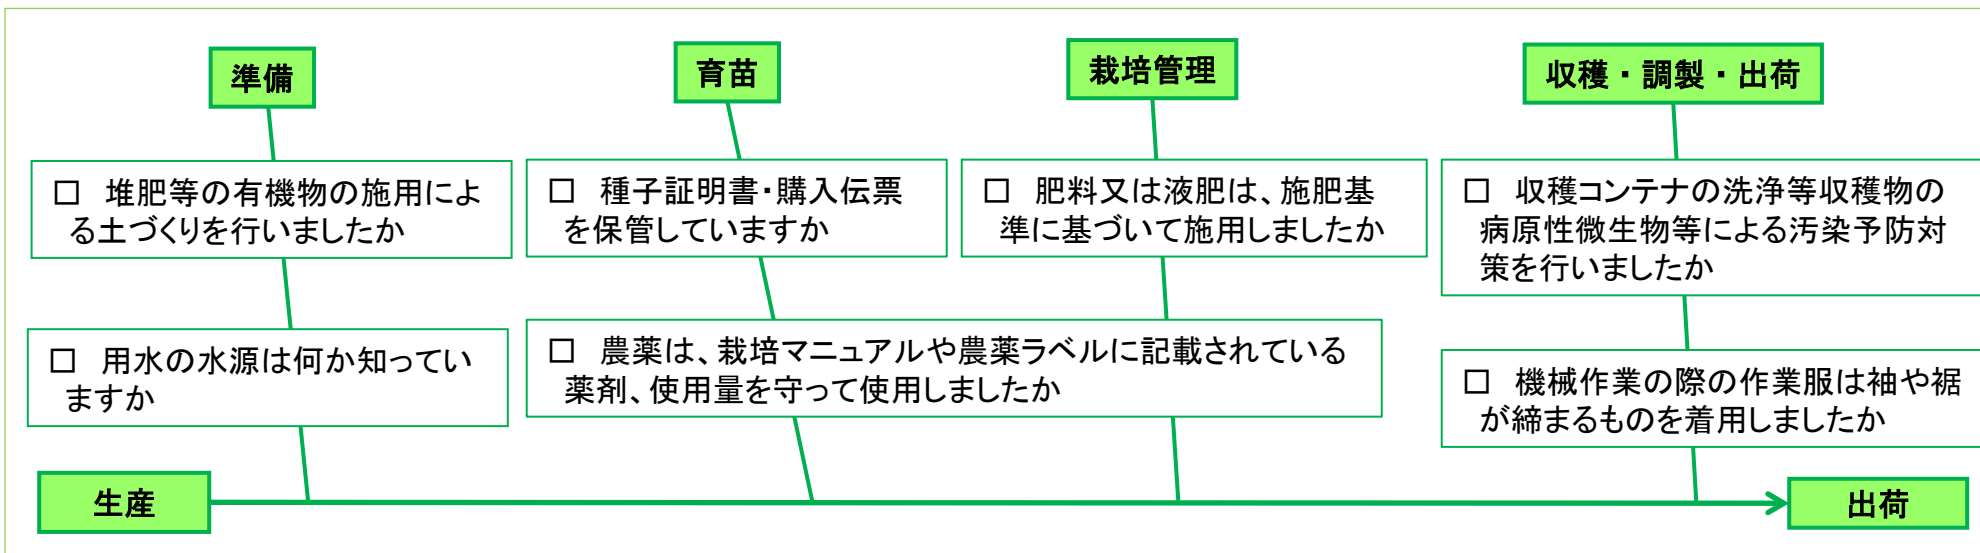 準備
育苗
栽培管理
収穫・調製・出荷
□ 堆肥等の有機物の施用によ
る土づくりを行いましたか
□ 種子証明書・購入伝票
を保管していますか
□ 肥料又は液肥は、施肥基
準に基づいて施用しましたか
□ 収穫コンテナの洗浄等収穫物の
病原性微生物等による汚染予防対
策を行いましたか
□ 用水の水源は何か知ってい
ますか
□ 農薬は、栽培マニュアルや農薬ラベルに記載されている
薬剤、使用量を守って使用しましたか
□ 機械作業の際の作業服は袖や裾
が締まるものを着用しましたか
生産
出荷